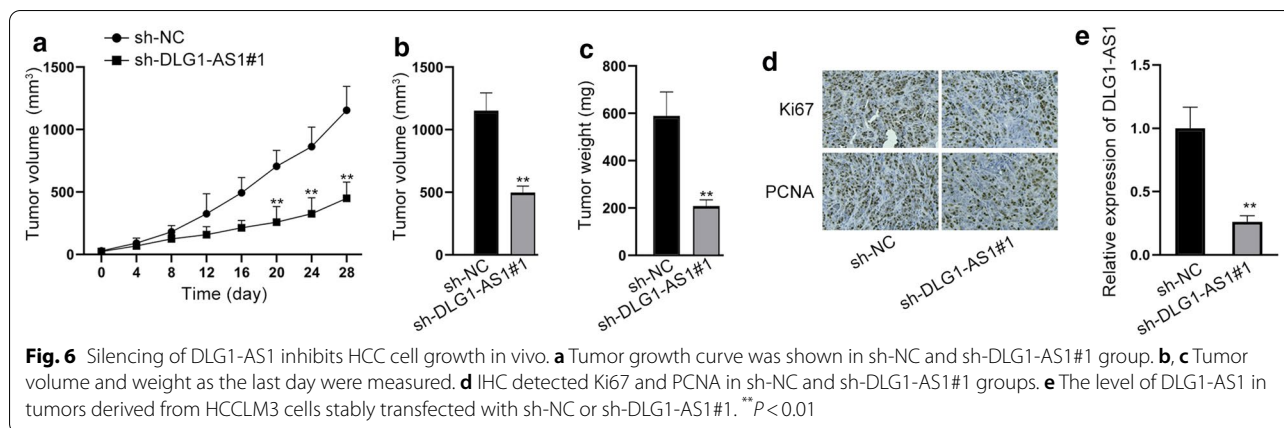 a
sh-NC
sh-DLG1-AS1#1
Tumor volume (mm³)
1500
1000
500
0
0 4 8 12 16 20 24 28
** ** **
Time (day)
b
Tumor volume (mm³)
1500
1000
500
0
**
sh-NC
sh-DLG1-AS1#1
c
Tumor weight (mg)
800
600
400
200
0
**
sh-NC
sh-DLG1-AS1#1
d
Ki67
PCNA
sh-NC
sh-DLG1-AS1#1
e
Relative expression of DLG1-AS1
1.5
1.0
0.5
0.0
**
sh-NC
sh-DLG1-AS1#1
Fig. 6 Silencing of DLG1-AS1 inhibits HCC cell growth in vivo. a Tumor growth curve was shown in sh-NC and sh-DLG1-AS1#1 group. b, c Tumor
volume and weight as the last day were measured. d IHC detected Ki67 and PCNA in sh-NC and sh-DLG1-AS1#1 groups. e The level of DLG1-AS1 in
tumors derived from HCCLM3 cells stably transfected with sh-NC or sh-DLG1-AS1#1. **P < 0.01